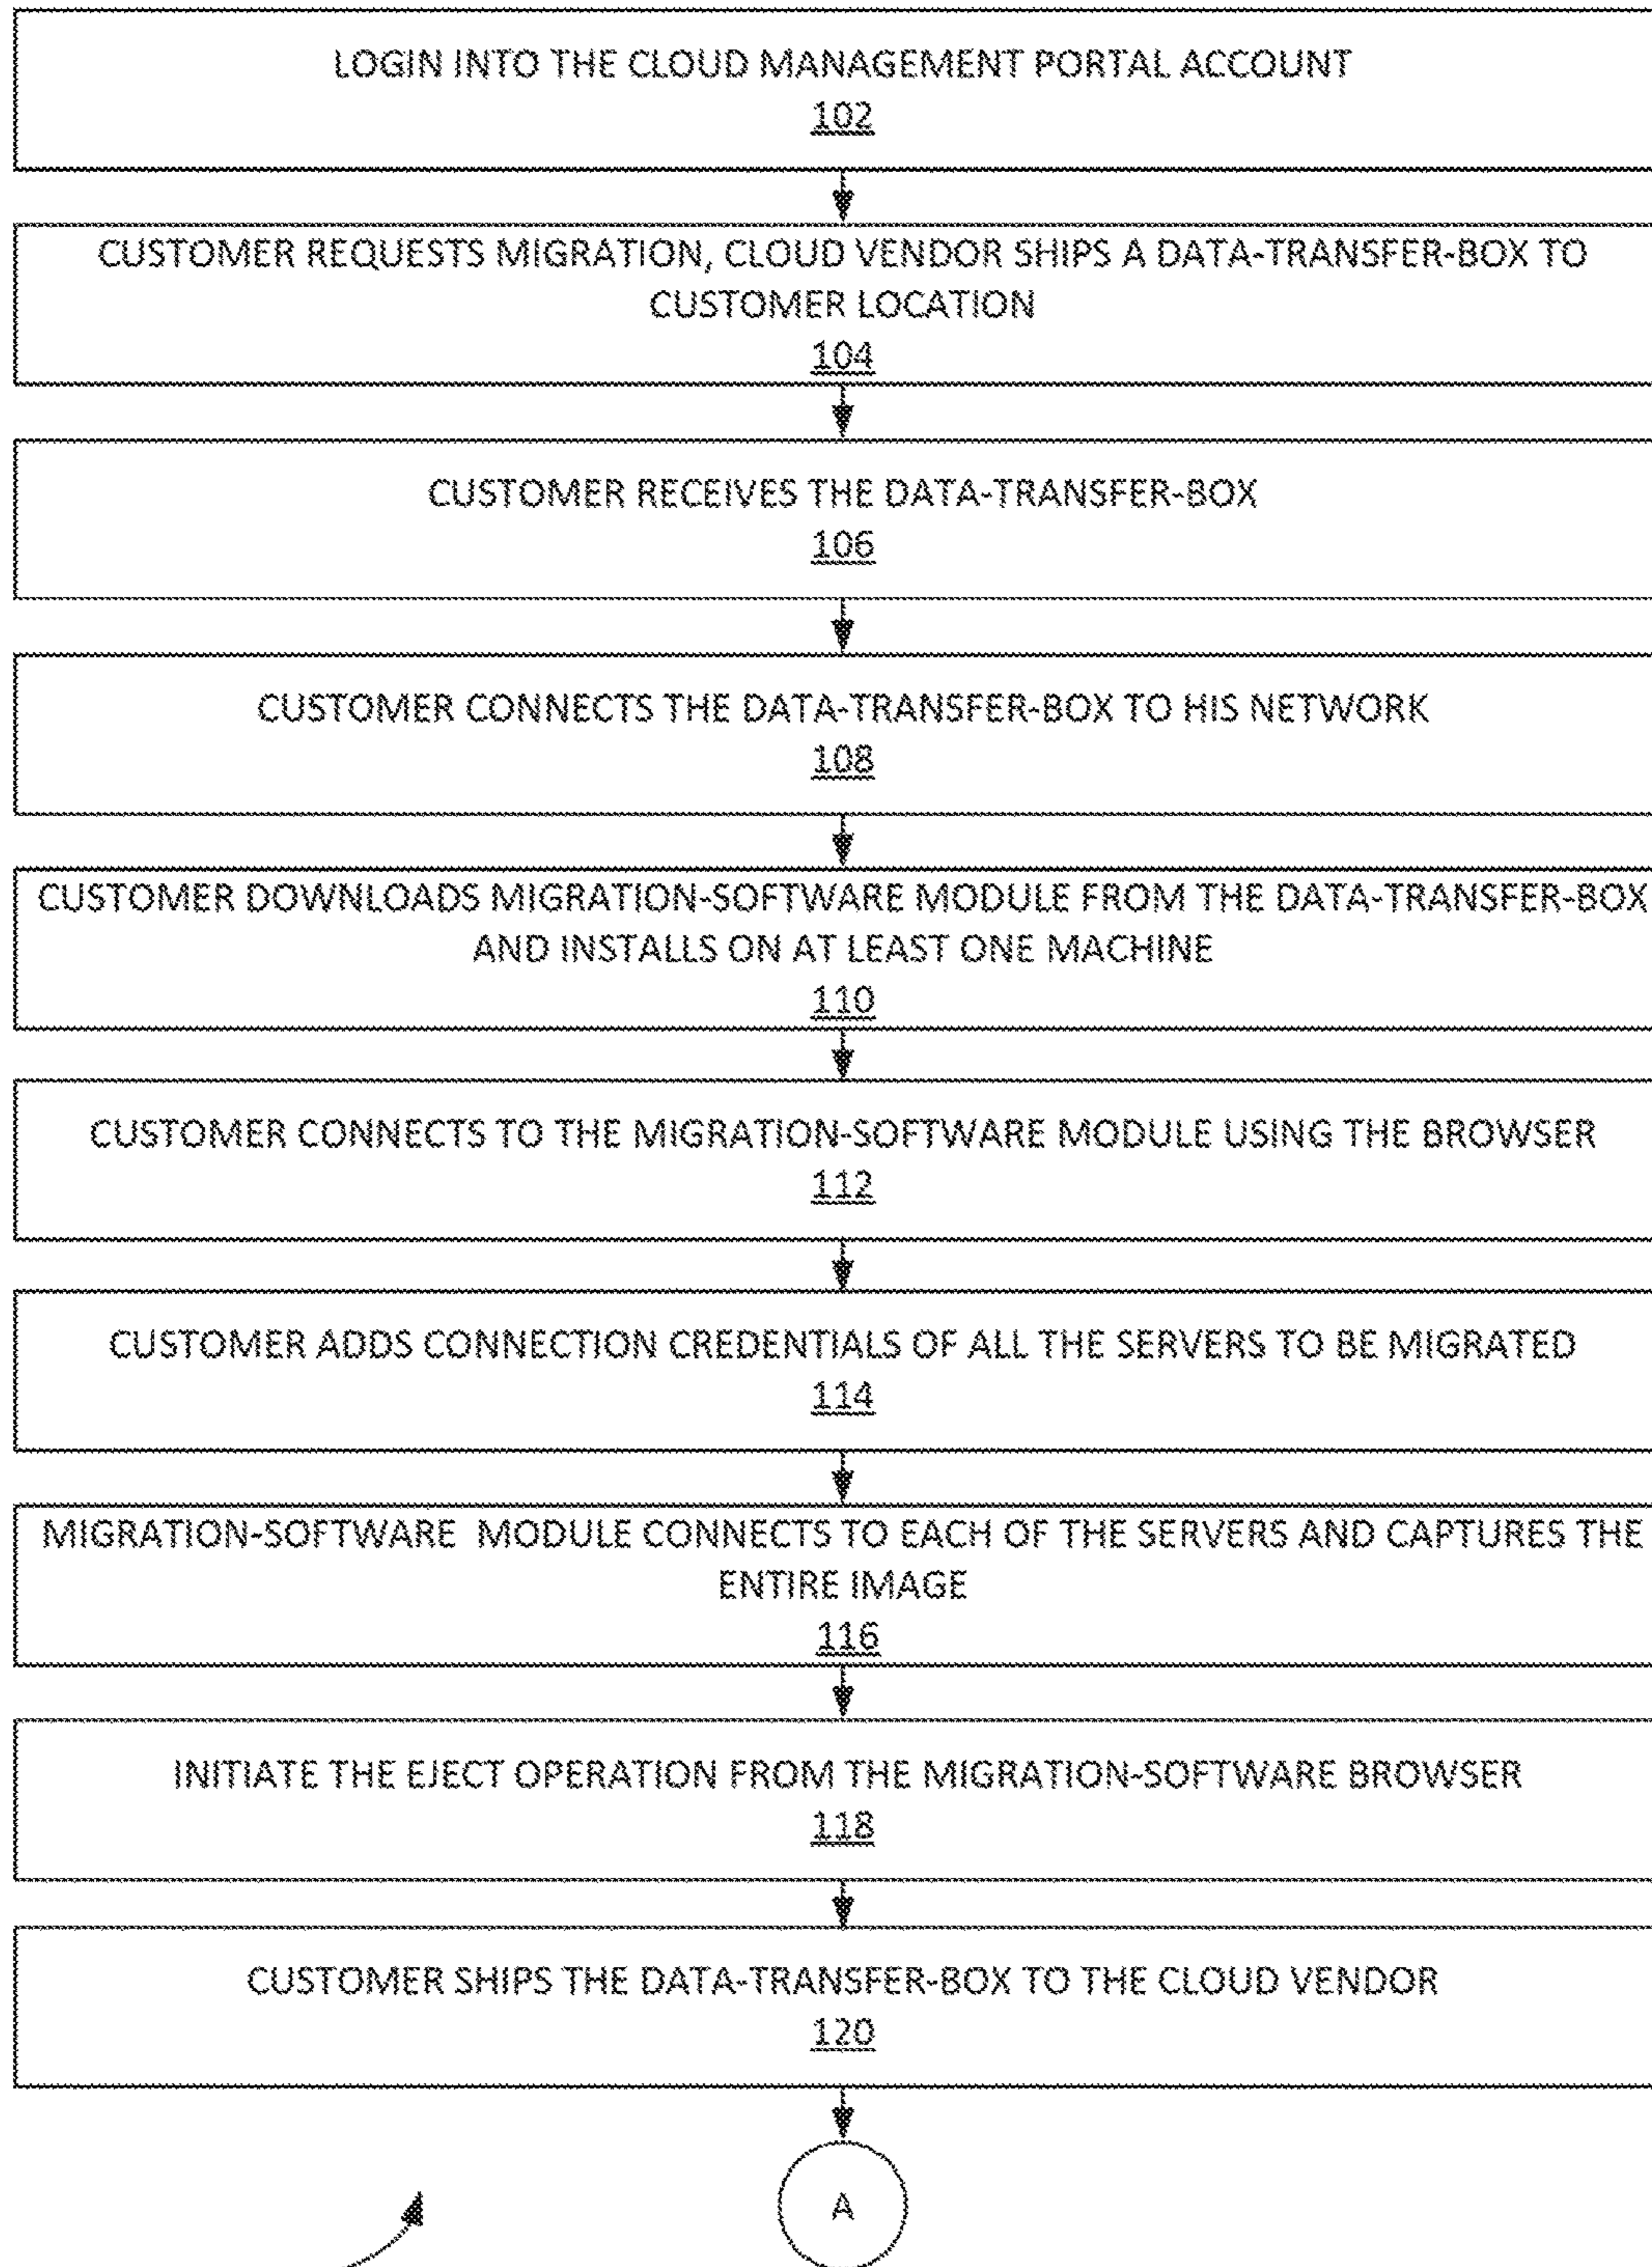 LOGIN INTO THE CLOUD MANAGEMENT PORTAL ACCOUNT
102
CUSTOMER REQUESTS MIGRATION, CLOUD VENDOR SHIPS A DATA-TRANSFER-BOX TO
CUSTOMER LOCATION
104
CUSTOMER RECEIVES THE DATA-TRANSFER-BOX
106
CUSTOMER CONNECTS THE DATA-TRANSFER-BOX TO HIS NETWORK
108
CUSTOMER DOWNLOADS MIGRATION-SOFTWARE MODULE FROM THE DATA-TRANSFER-BOX
AND INSTALLS ON AT LEAST ONE MACHINE
110
CUSTOMER CONNECTS TO THE MIGRATION-SOFTWARE MODULE USING THE BROWSER
112
CUSTOMER ADDS CONNECTION CREDENTIALS OF ALL THE SERVERS TO BE MIGRATED
114
MIGRATION-SOFTWARE MODULE CONNECTS TO EACH OF THE SERVERS AND CAPTURES THE
ENTIRE IMAGE
116
INITIATE THE EJECT OPERATION FROM THE MIGRATION-SOFTWARE BROWSER
118
CUSTOMER SHIPS THE DATA-TRANSFER-BOX TO THE CLOUD VENDOR
120
A